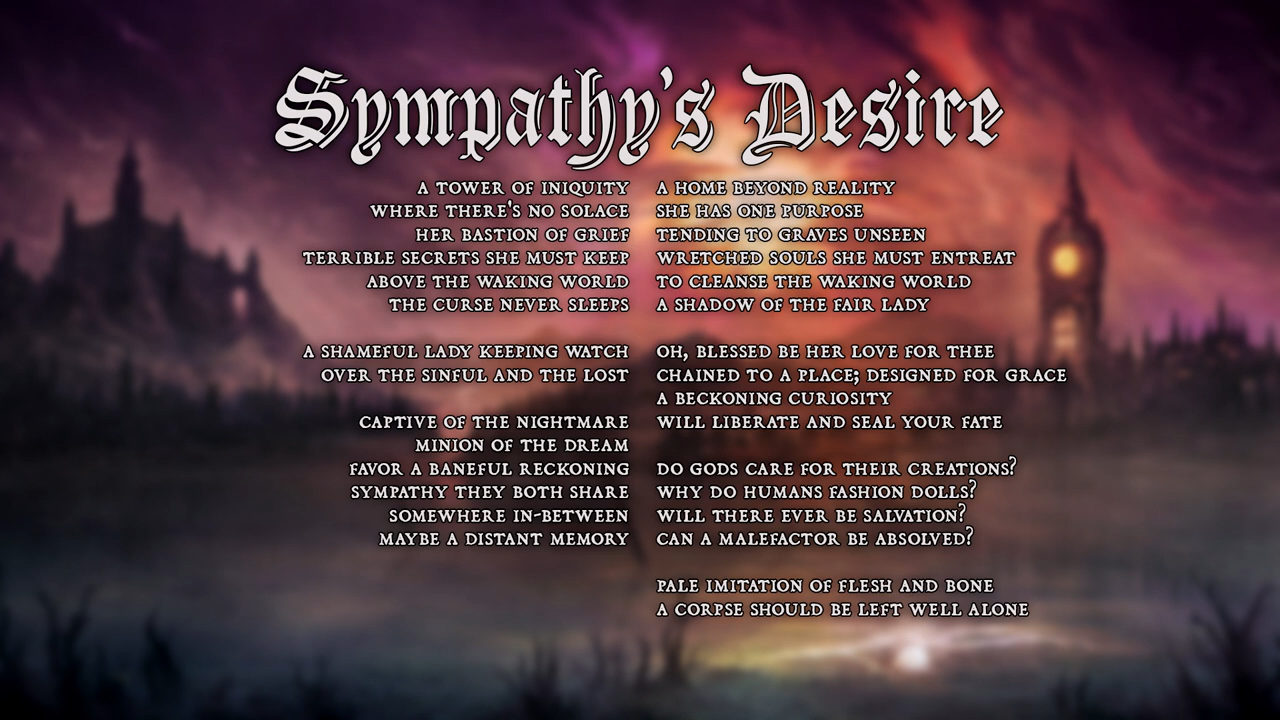 Sympathy's Desire
A TOWER OF INIQUITY
WHERE THERE'S NO SOLACE
HER BASTION OF GRIEF
TERRIBLE SECRETS SHE MUST KEEP
ABOVE THE WAKING WORLD
THE CURSE NEVER SLEEPS
A SHAMEFUL LADY KEEPING WATCH
OVER THE SINFUL AND THE LOST
CAPTIVE OF THE NIGHTMARE
MINION OF THE DREAM
FAVOR A BANEFUL RECKONING
SYMPATHY THEY BOTH SHARE
SOMEWHERE IN-BETWEEN
MAYBE A DISTANT MEMORY
A HOME BEYOND REALITY
SHE HAS ONE PURPOSE
TENDING TO GRAVES UNSEEN
WRETCHED SOULS SHE MUST ENTREAT
TO CLEANSE THE WAKING WORLD
A SHADOW OF THE FAIR LADY
OH, BLESSED BE HER LOVE FOR THEE
CHAINED TO A PLACE; DESIGNED FOR GRACE
A BECKONING CURIOSITY
WILL LIBERATE AND SEAL YOUR FATE
DO GODS CARE FOR THEIR CREATIONS?
WHY DO HUMANS FASHION DOLLS?
WILL THERE EVER BE SALVATION?
CAN A MALEFACTOR BE ABSOLVED?
PALE IMITATION OF FLESH AND BONE
A CORPSE SHOULD BE LEFT WELL ALONE